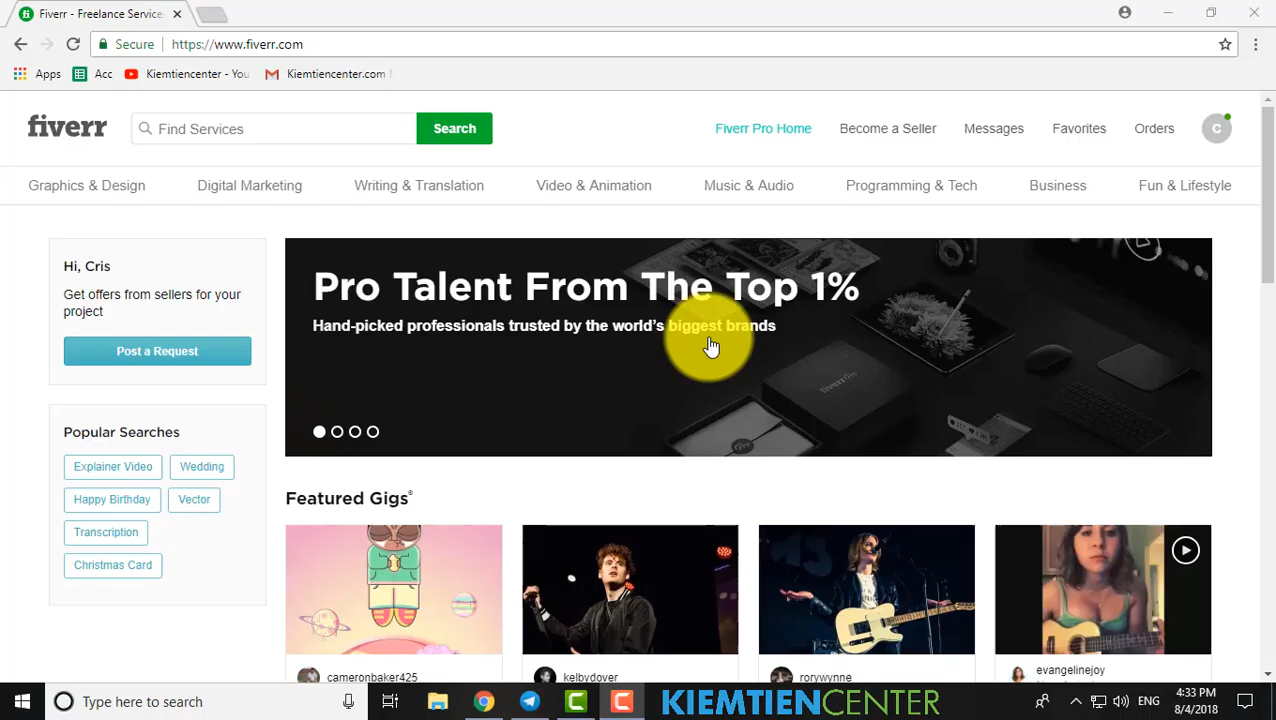 Fiverr - Freelance Service
Secure https://www.fiverr.com
Apps Acc Kiemtiencenter - You Kiemtiencenter.com
fiverr Find Services Search Fiverr Pro Home Become a Seller Messages Favorites Orders C
Graphics & Design Digital Marketing Writing & Translation Video & Animation Music & Audio Programming & Tech Business Fun & Lifestyle
Hi, Cris
Get offers from sellers for your
project
Post a Request
Pro Talent From The Top 1%
Hand-picked professionals trusted by the world's biggest brands
Popular Searches
Explainer Video Wedding
Happy Birthday Vector
Transcription
Christmas Card
Featured Gigs®
cameronbaker425 kelbydover rorywynne evangelinejoy
Type here to search KIEMTIENCENTER ENG 4:33 PM
8/4/2018